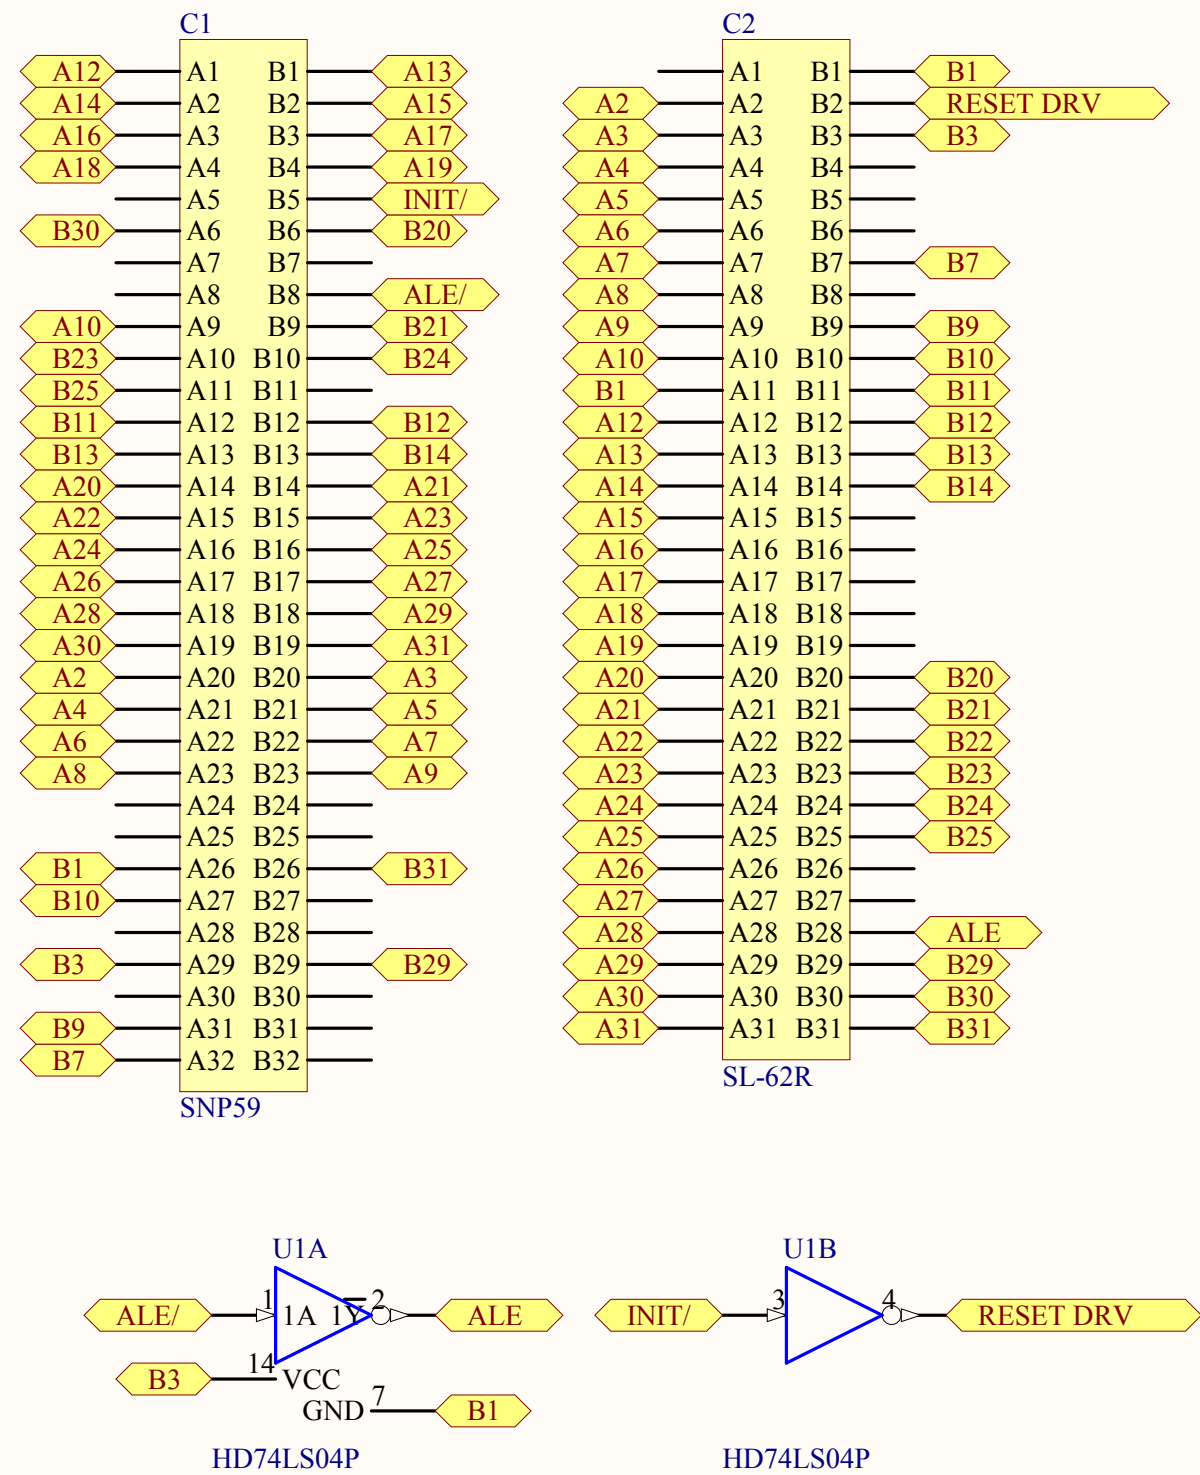 C1 C2
A12 A1 B1 A13 A1 B1 B1
A14 A2 B2 A15 A2 A2 B2 RESET DRV
A16 A3 B3 A17 A3 A3 B3 B3
A18 A4 B4 A19 A4 A4 B4
A5 B5 INIT/ A5 A5 B5
B30 A6 B6 B20 A6 A6 B6
A7 B7 A7 A7 B7 B7
A8 B8 ALE/ A8 A8 B8
A10 A9 B9 B21 A9 A9 B9 B9
B23 A10 B10 B24 A10 A10 B10 B10
B25 A11 B11 B1 A11 B11 B11
B11 A12 B12 B12 A12 A12 B12 B12
B13 A13 B13 B14 A13 A13 B13 B13
A20 A14 B14 A21 A14 A14 B14 B14
A22 A15 B15 A23 A15 A15 B15
A24 A16 B16 A25 A16 A16 B16
A26 A17 B17 A27 A17 A17 B17
A28 A18 B18 A29 A18 A18 B18
A30 A19 B19 A31 A19 A19 B19
A2 A20 B20 A3 A20 A20 B20 B20
A4 A21 B21 A5 A21 A21 B21 B21
A6 A22 B22 A7 A22 A22 B22 B22
A8 A23 B23 A9 A23 A23 B23 B23
A24 B24 A24 A24 B24 B24
A25 B25 A25 A25 B25 B25
B1 A26 B26 B31 A26 A26 B26
B10 A27 B27 A27 A27 B27
A28 B28 A28 A28 B28 ALE
B3 A29 B29 B29 A29 A29 B29 B29
A30 B30 A30 A30 B30 B30
B9 A31 B31 A31 A31 B31 B31
B7 A32 B32
SL-62R
SNP59
U1A U1B
ALE/ 1 1A 1Y 2 ALE INIT/ 3 4 RESET DRV
B3 14 VCC
GND 7 B1
HD74LS04P HD74LS04P